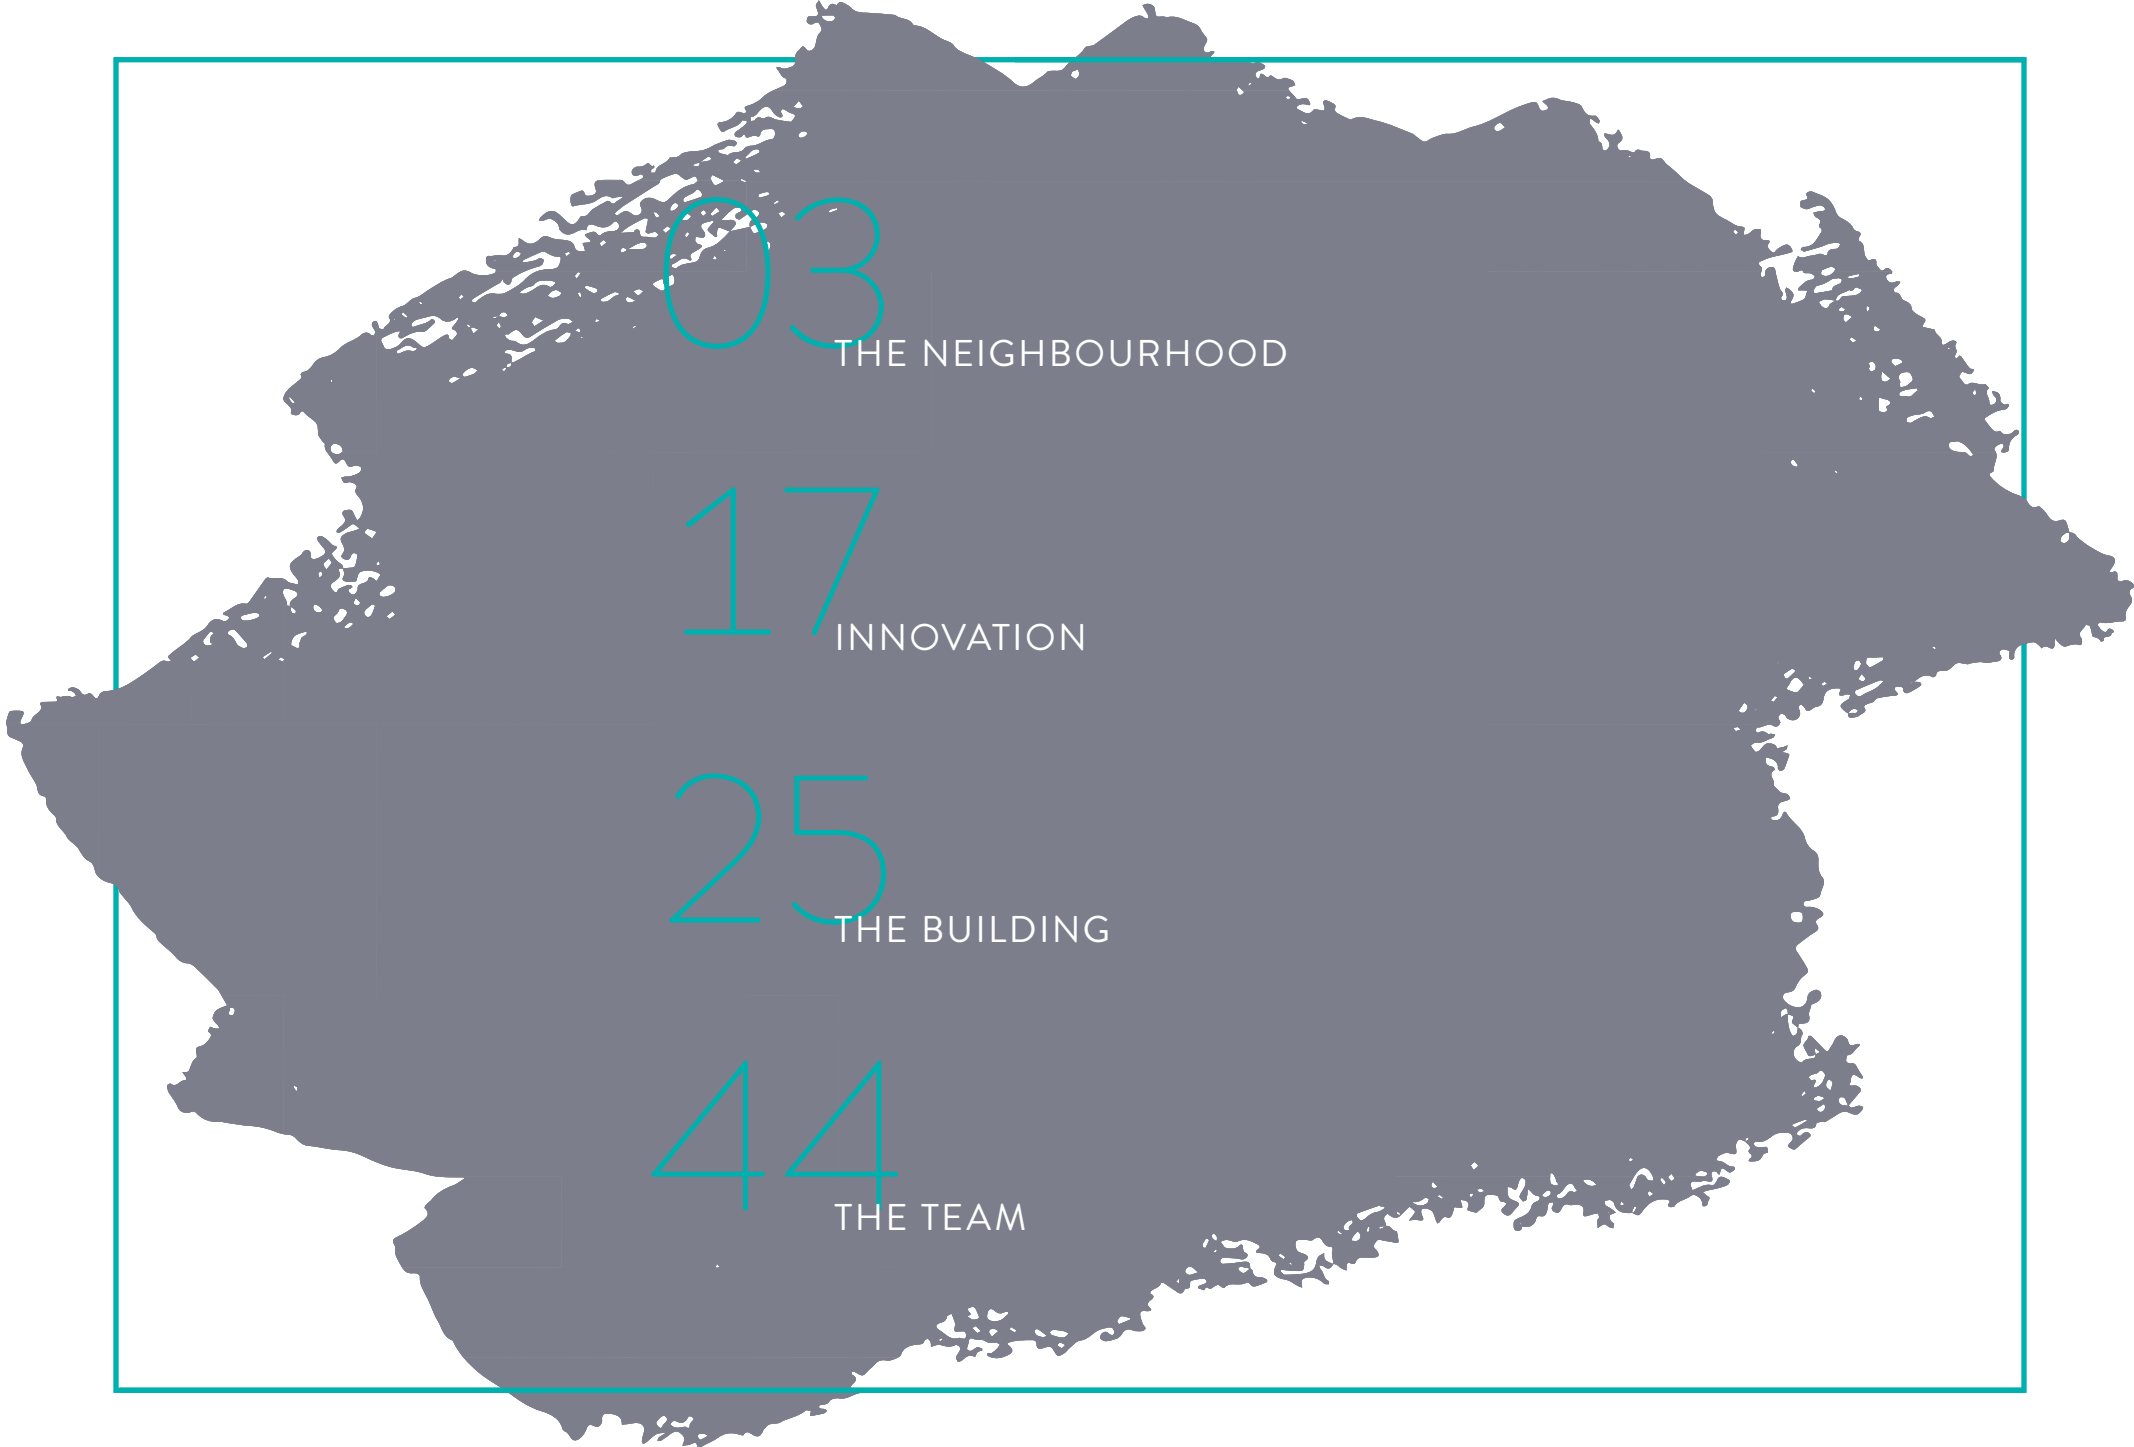 03
THE NEIGHBOURHOOD
17
INNOVATION
25
THE BUILDING
44
THE TEAM